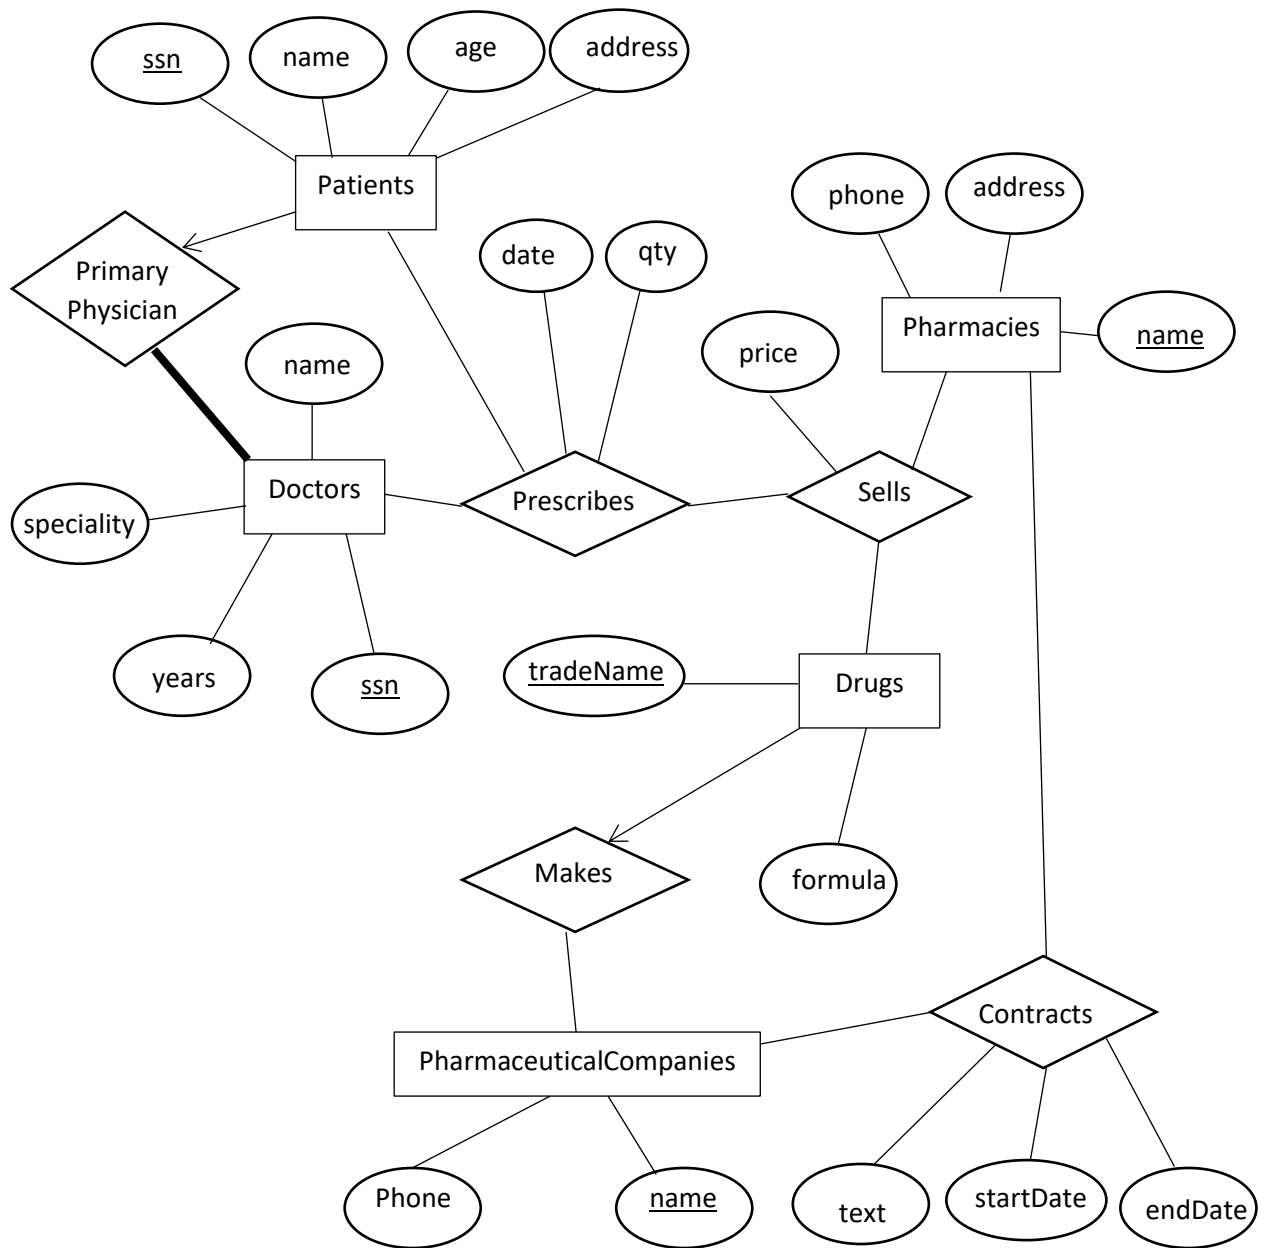 ssn
name
age
address
Patients
phone
address
Primary
Physician
date
qty
Pharmacies
name
price
name
Doctors
Prescribes
Sells
speciality
tradeName
Drugs
years
ssn
Makes
formula
Contracts
PharmaceuticalCompanies
Phone
name
text
startDate
endDate